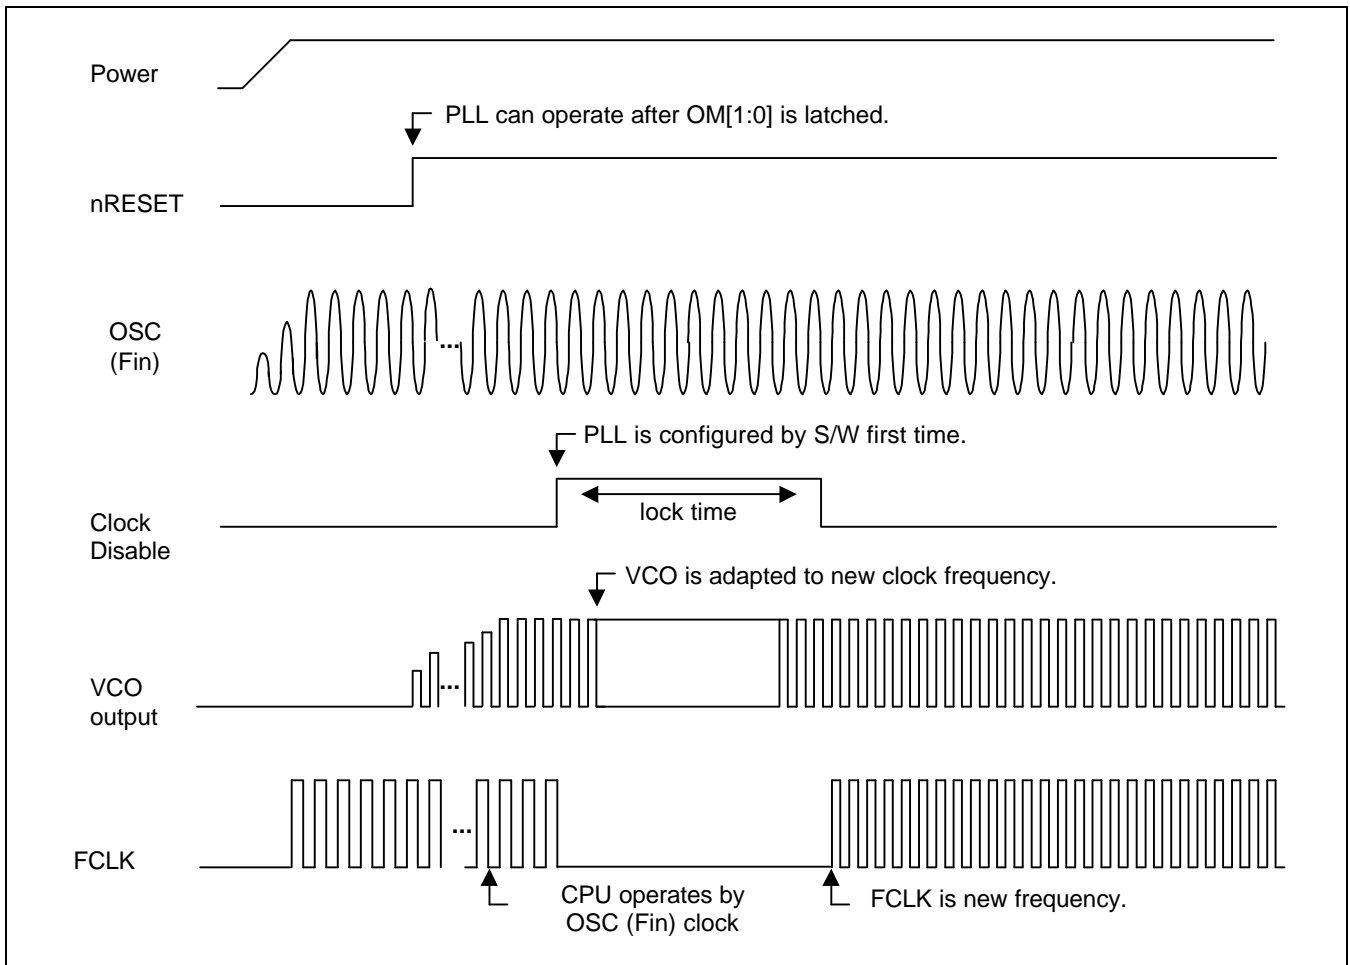 Power
PLL can operate after OM[1:0] is latched.
nRESET
OSC
(Fin)
...
PLL is configured by S/W first time.
lock time
Clock
Disable
VCO is adapted to new clock frequency.
VCO
output
...
...
FCLK
CPU operates by
OSC (Fin) clock
FCLK is new frequency.